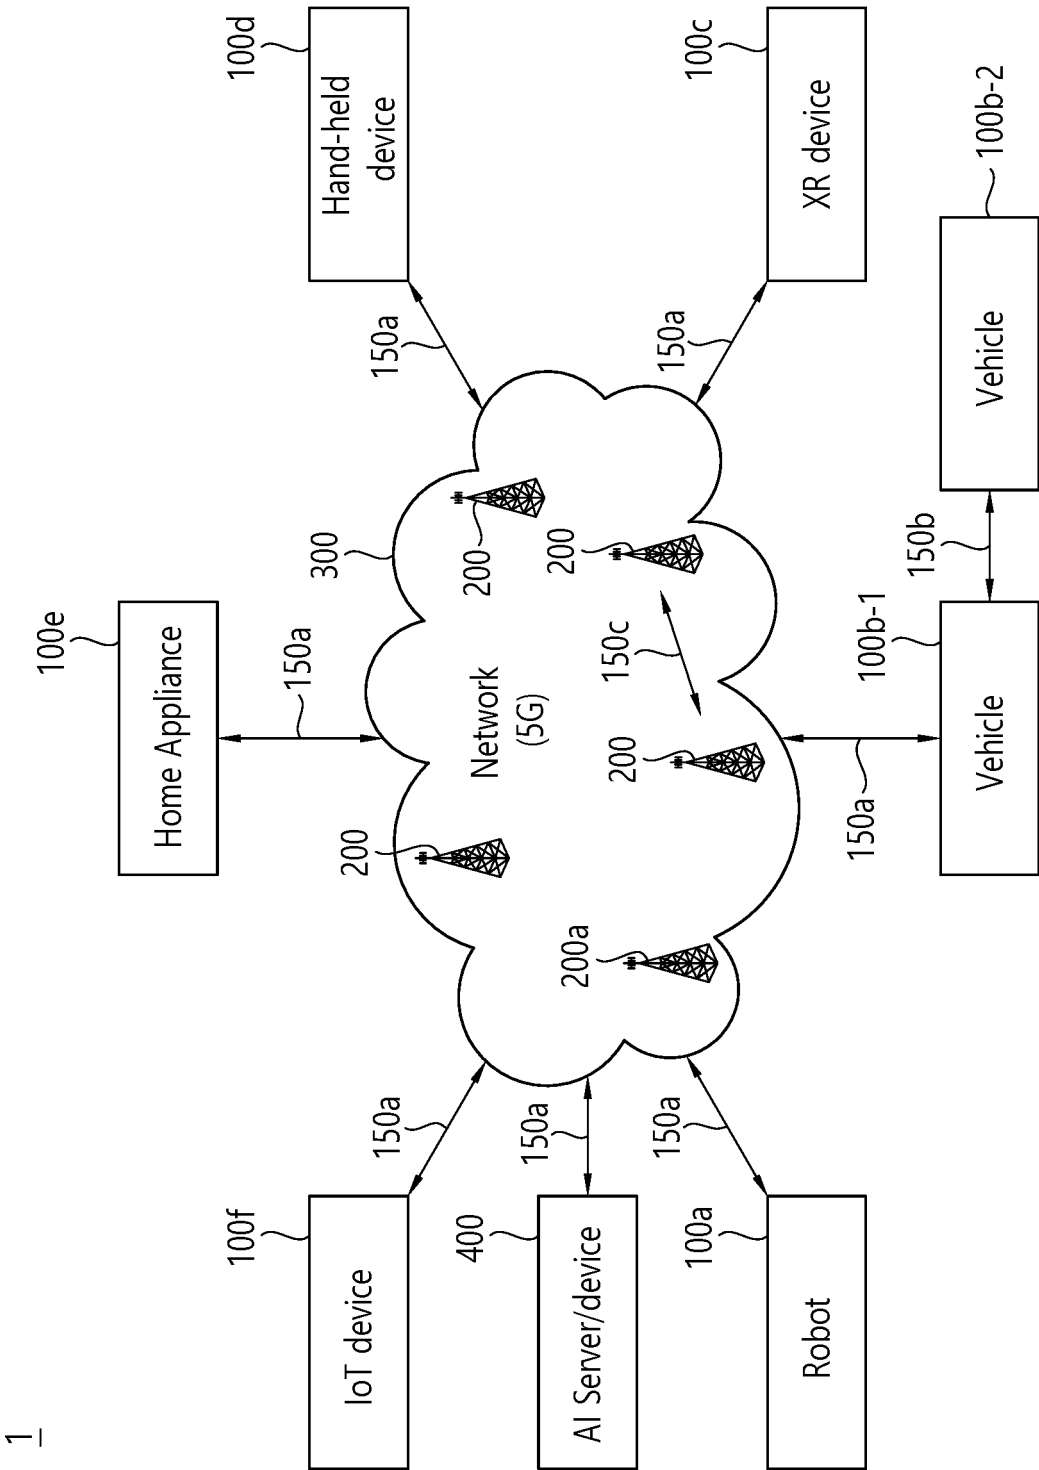 1
100e
Home Appliance
150a
100f
IoT device
150a
300
100d
Hand-held
device
150a
200
Network
(5G)
200
400
AI Server/device
150a
200a
200
150c
200
100a
Robot
150a
150a
100c
XR device
150a
100b-1
Vehicle
150b
100b-2
Vehicle